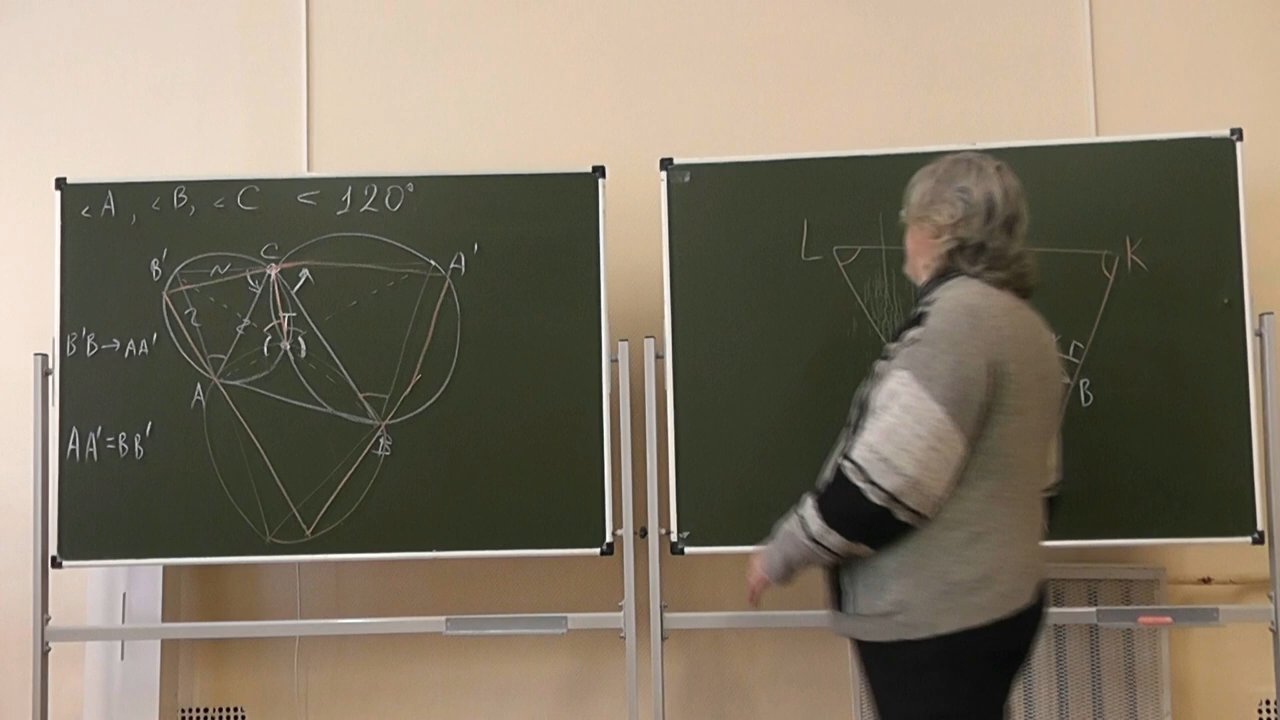 ∠A, ∠B, ∠C < 120°
B' C A'
T
B'B→AA'
A
B
AA'=BB'
L K
B